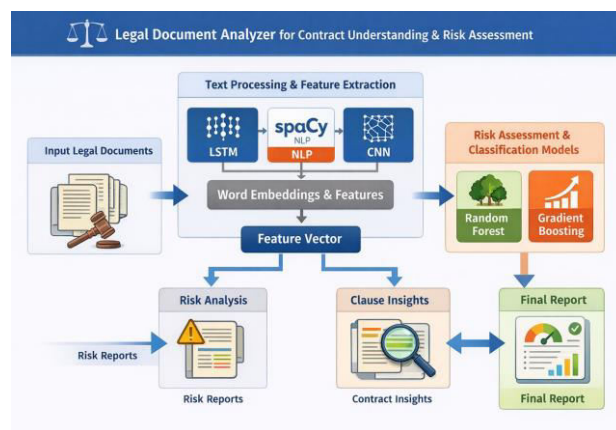 Legal Document Analyzer for Contract Understanding & Risk Assessment
Text Processing & Feature Extraction
LSTM
spaCy
NLP
NLP
CNN
Word Embeddings & Features
Feature Vector
Input Legal Documents
Risk Assessment &
Classification Models
Random
Forest
Gradient
Boosting
Risk Analysis
Clause Insights
Final Report
Risk Reports
Risk Reports
Contract Insights
Final Report